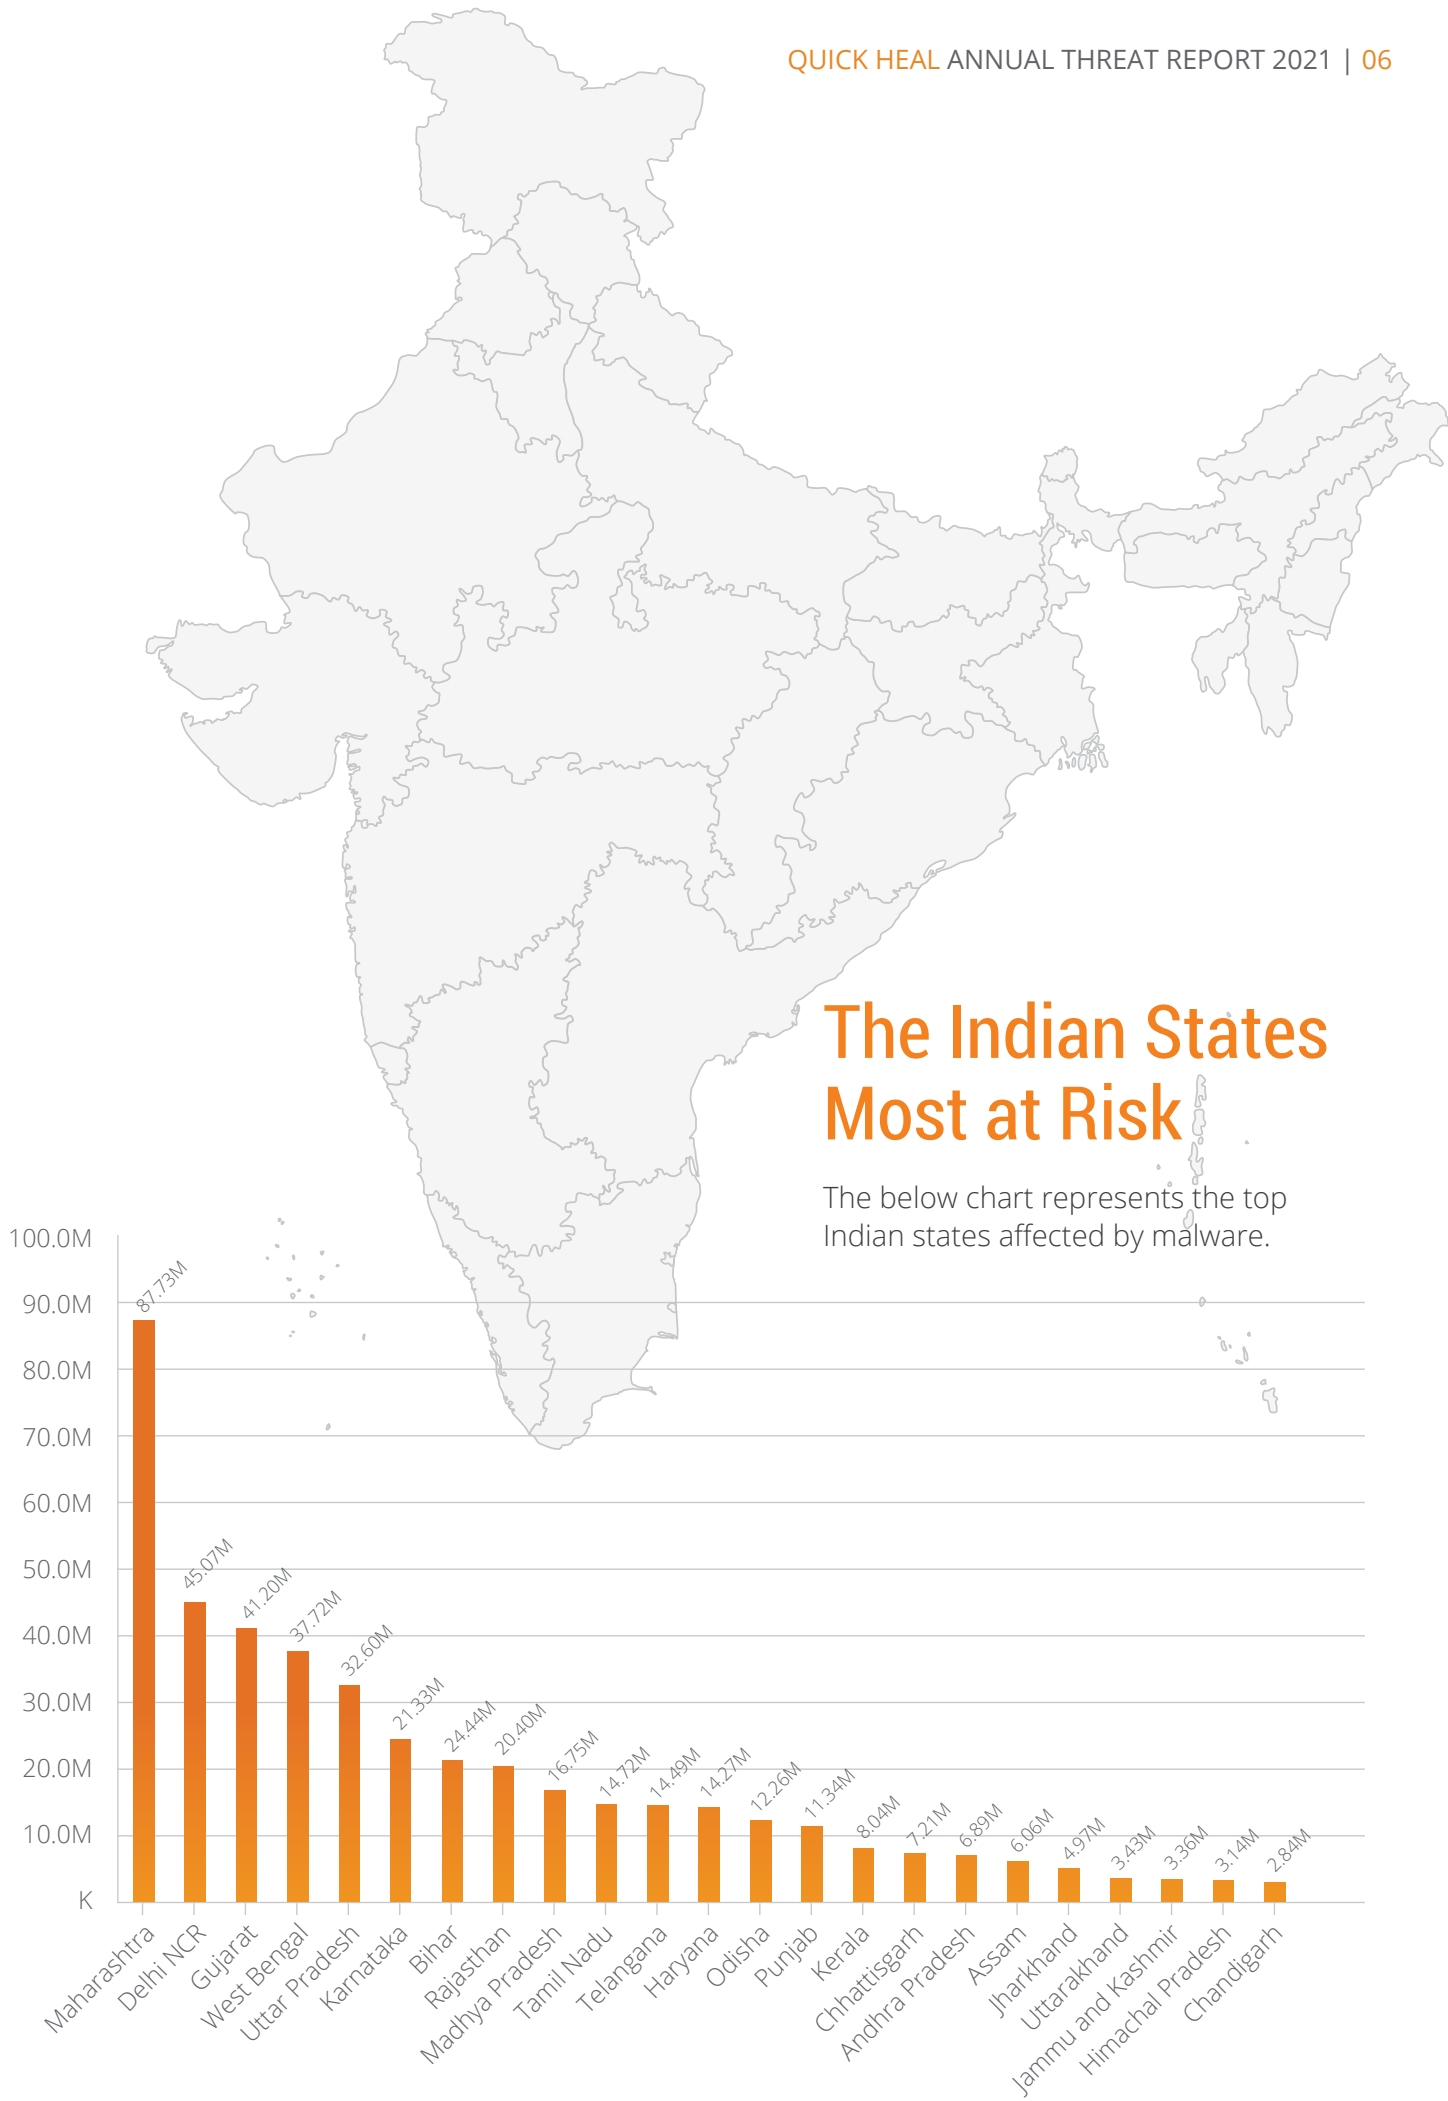 QUICK HEAL ANNUAL THREAT REPORT 2021 | 06
The Indian States
Most at Risk
The below chart represents the top
Indian states affected by malware.
100.0M
90.0M
80.0M
70.0M
60.0M
50.0M
40.0M
30.0M
20.0M
10.0M
K
87.73M
45.07M
41.20M
37.72M
32.60M
21.33M
24.44M
20.40M
16.75M
14.72M
14.49M
14.27M
12.26M
11.34M
8.04M
7.21M
6.89M
6.06M
4.97M
3.43M
3.36M
3.14M
2.84M
Maharashtra
Delhi NCR
Gujarat
West Bengal
Uttar Pradesh
Karnataka
Bihar
Rajasthan
Madhya Pradesh
Tamil Nadu
Telangana
Haryana
Odisha
Punjab
Kerala
Chhattisgarh
Andhra Pradesh
Assam
Jharkhand
Uttarakhand
Jammu and Kashmir
Himachal Pradesh
Chandigarh